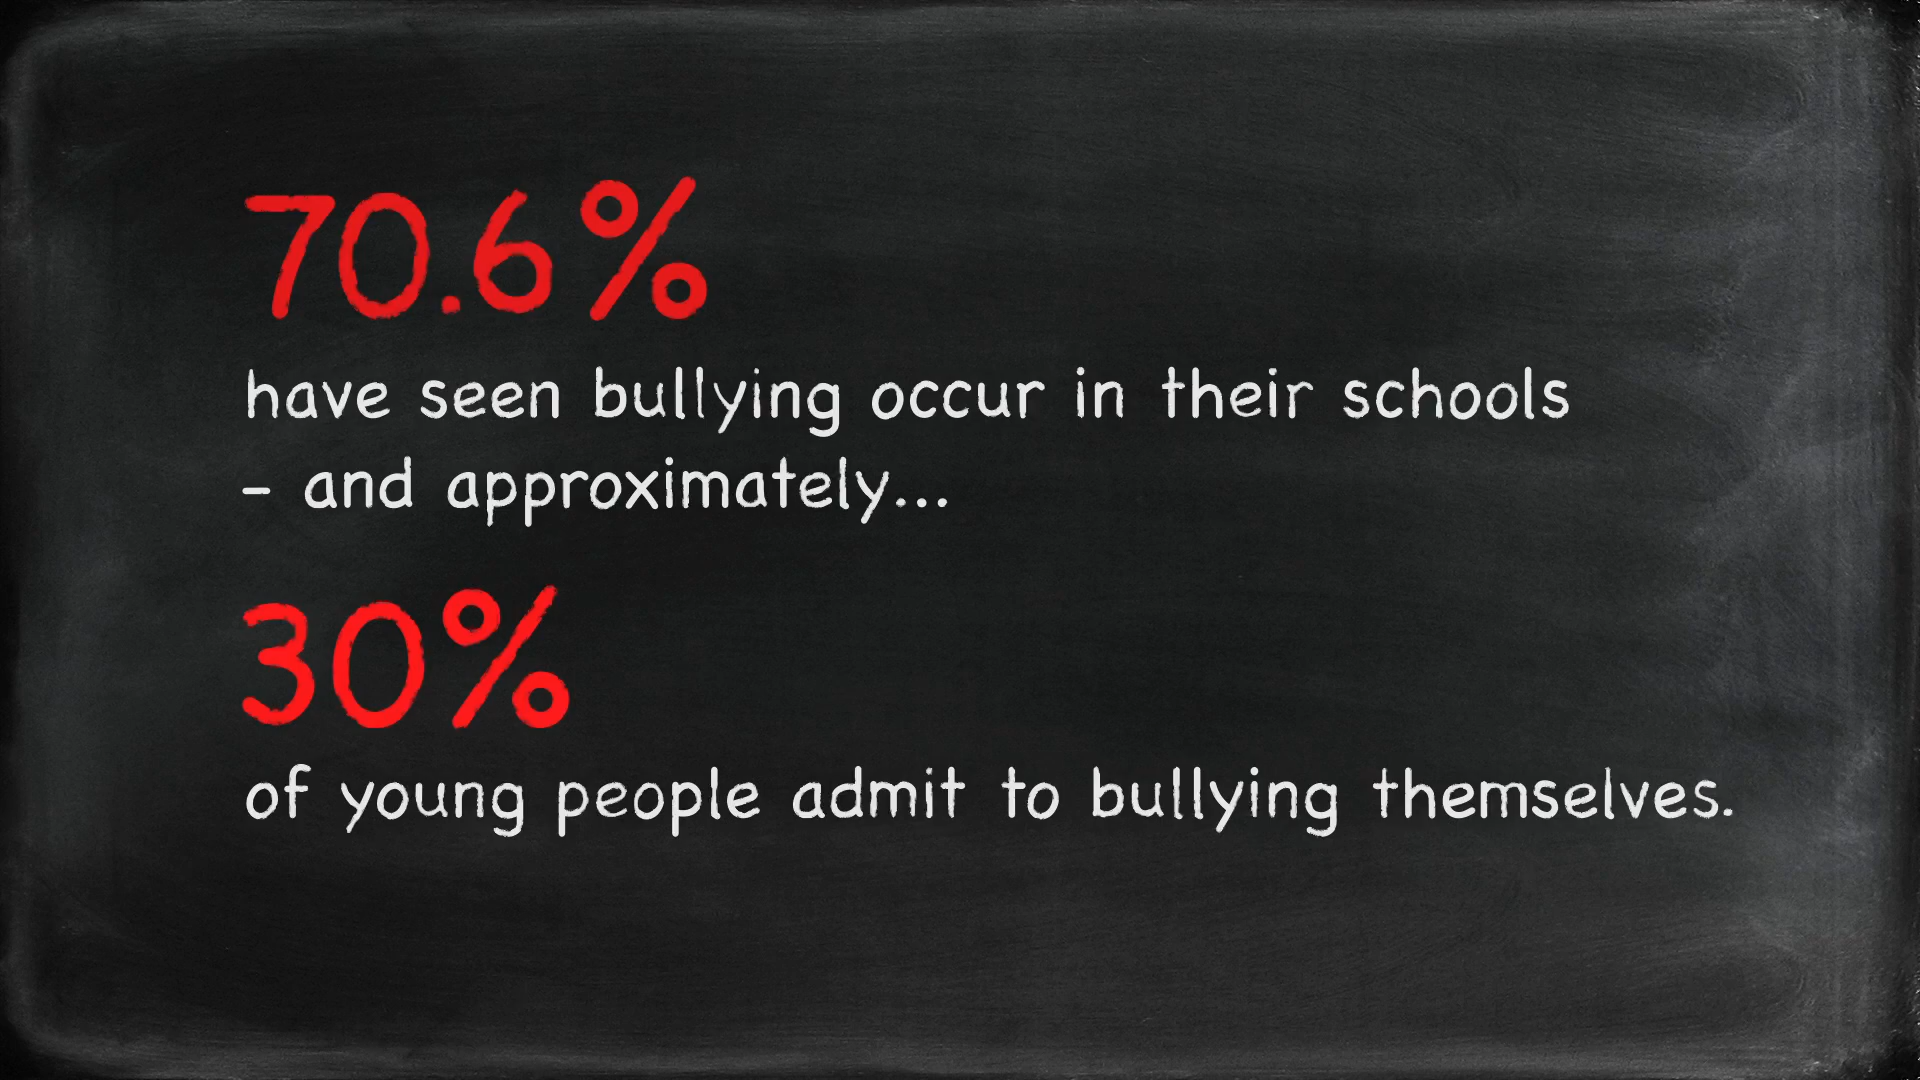 70.6%
have seen bullying occur in their schools
- and approximately...
30%
of young people admit to bullying themselves.